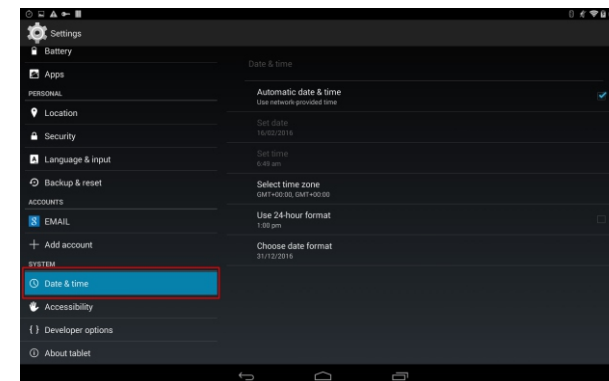 Settings
Battery
Apps
PERSONAL
Location
Security
Language & input
Backup & reset
ACCOUNTS
EMAIL
Add account
SYSTEM
Date & time
Accessibility
Developer options
About tablet
Date & time
Automatic date & time
Use network-provided time
Set date
16/02/2016
Set time
6:49 am
Select time zone
GMT+00:00, GMT+00:00
Use 24-hour format
1:00 pm
Choose date format
31/12/2016